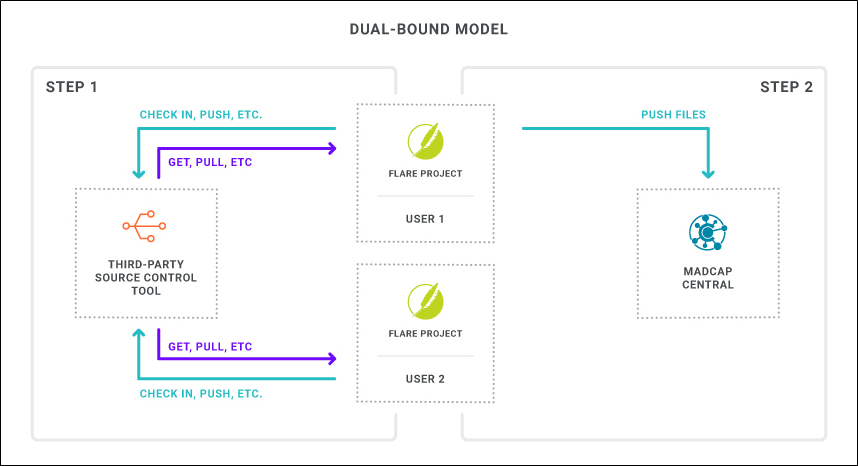 DUAL-BOUND MODEL
STEP 1
STEP 2
CHECK IN, PUSH, ETC.
GET, PULL, ETC
PUSH FILES
FLARE PROJECT
USER 1
THIRD-PARTY
SOURCE CONTROL
TOOL
MADCAP
CENTRAL
FLARE PROJECT
USER 2
GET, PULL, ETC
CHECK IN, PUSH, ETC.